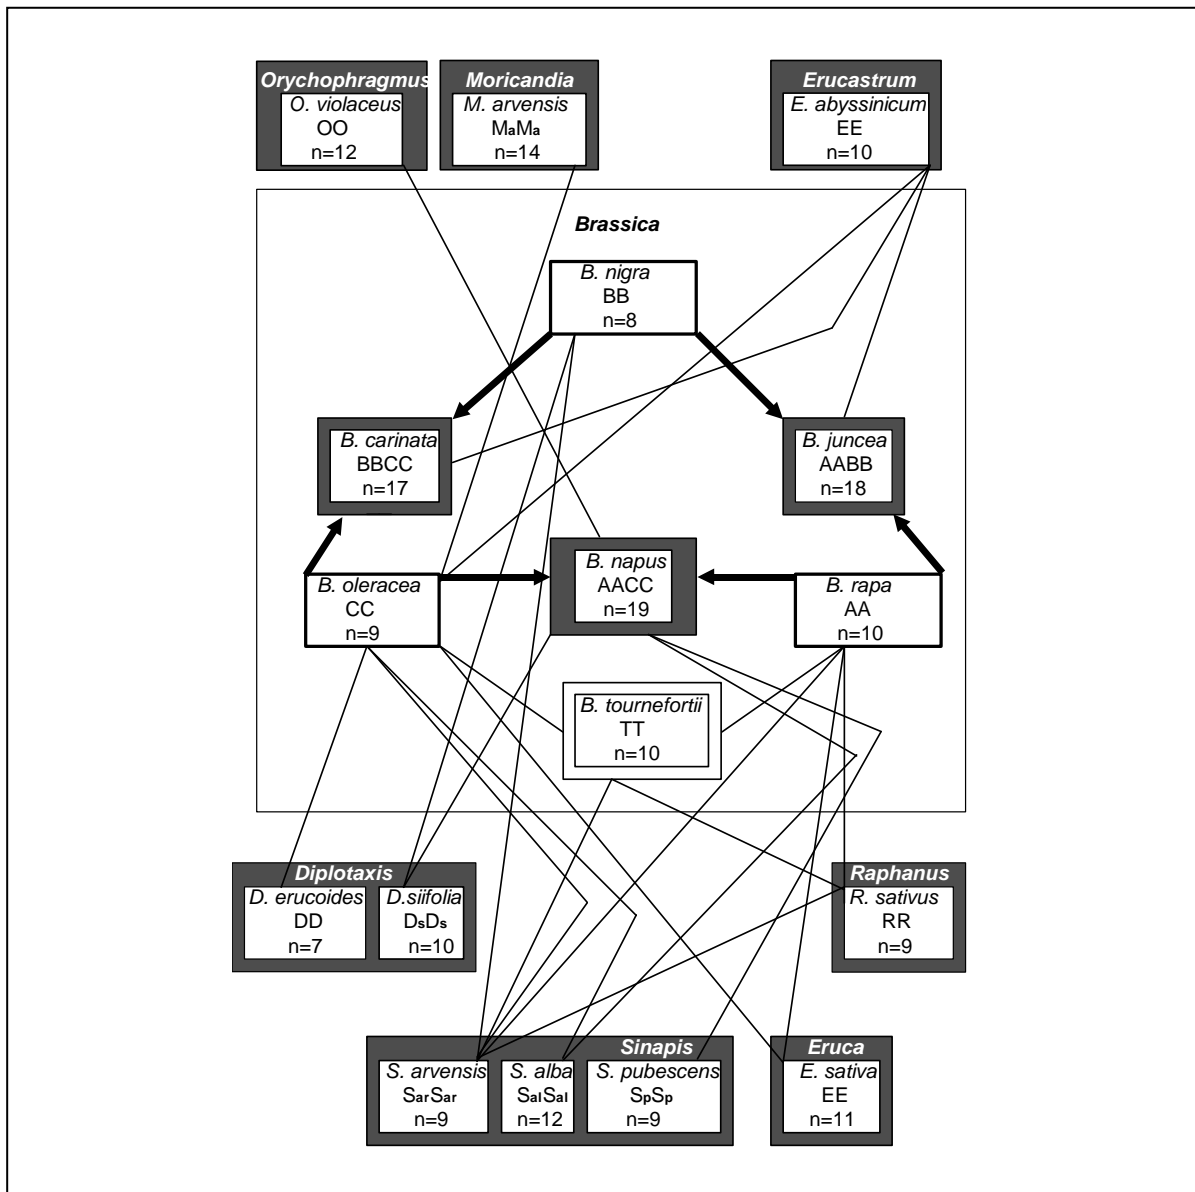 Orychophragmus
O. violaceus
OO
n=12
Moricandia
M. arvensis
MaMa
n=14
Erucastrum
E. abyssinicum
EE
n=10
Brassica
B. nigra
BB
n=8
B. carinata
BBCC
n=17
B. juncea
AABB
n=18
B. oleracea
CC
n=9
B. napus
AACC
n=19
B. rapa
AA
n=10
B. tournefortii
TT
n=10
Diplotaxis
D. erucoides
DD
n=7
D.siifolia
DsDs
n=10
Raphanus
R. sativus
RR
n=9
Sinapis
S. arvensis
SarSar
n=9
S. alba
SalSal
n=12
S. pubescens
SpSp
n=9
Eruca
E. sativa
EE
n=11